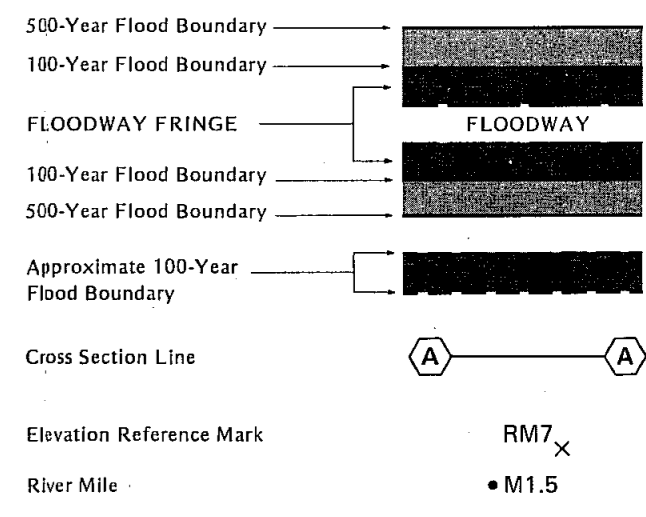 500-Year Flood Boundary
100-Year Flood Boundary
FLOODWAY FRINGE
FLOODWAY
100-Year Flood Boundary
500-Year Flood Boundary
Approximate 100-Year
Flood Boundary
Cross Section Line
A A
Elevation Reference Mark
RM7
River Mile
M1.5